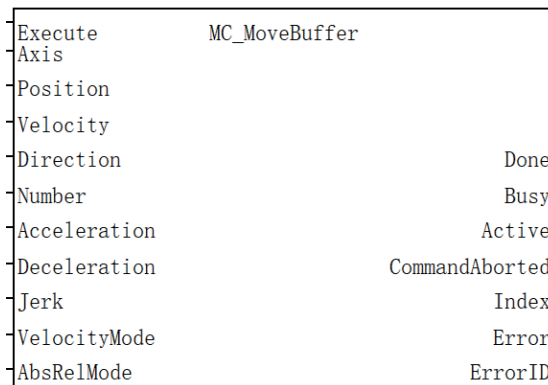 Execute MC_MoveBuffer
Axis
Position
Velocity
Direction Done
Number Busy
Acceleration Active
Deceleration CommandAborted
Jerk Index
VelocityMode Error
AbsRelMode ErrorID